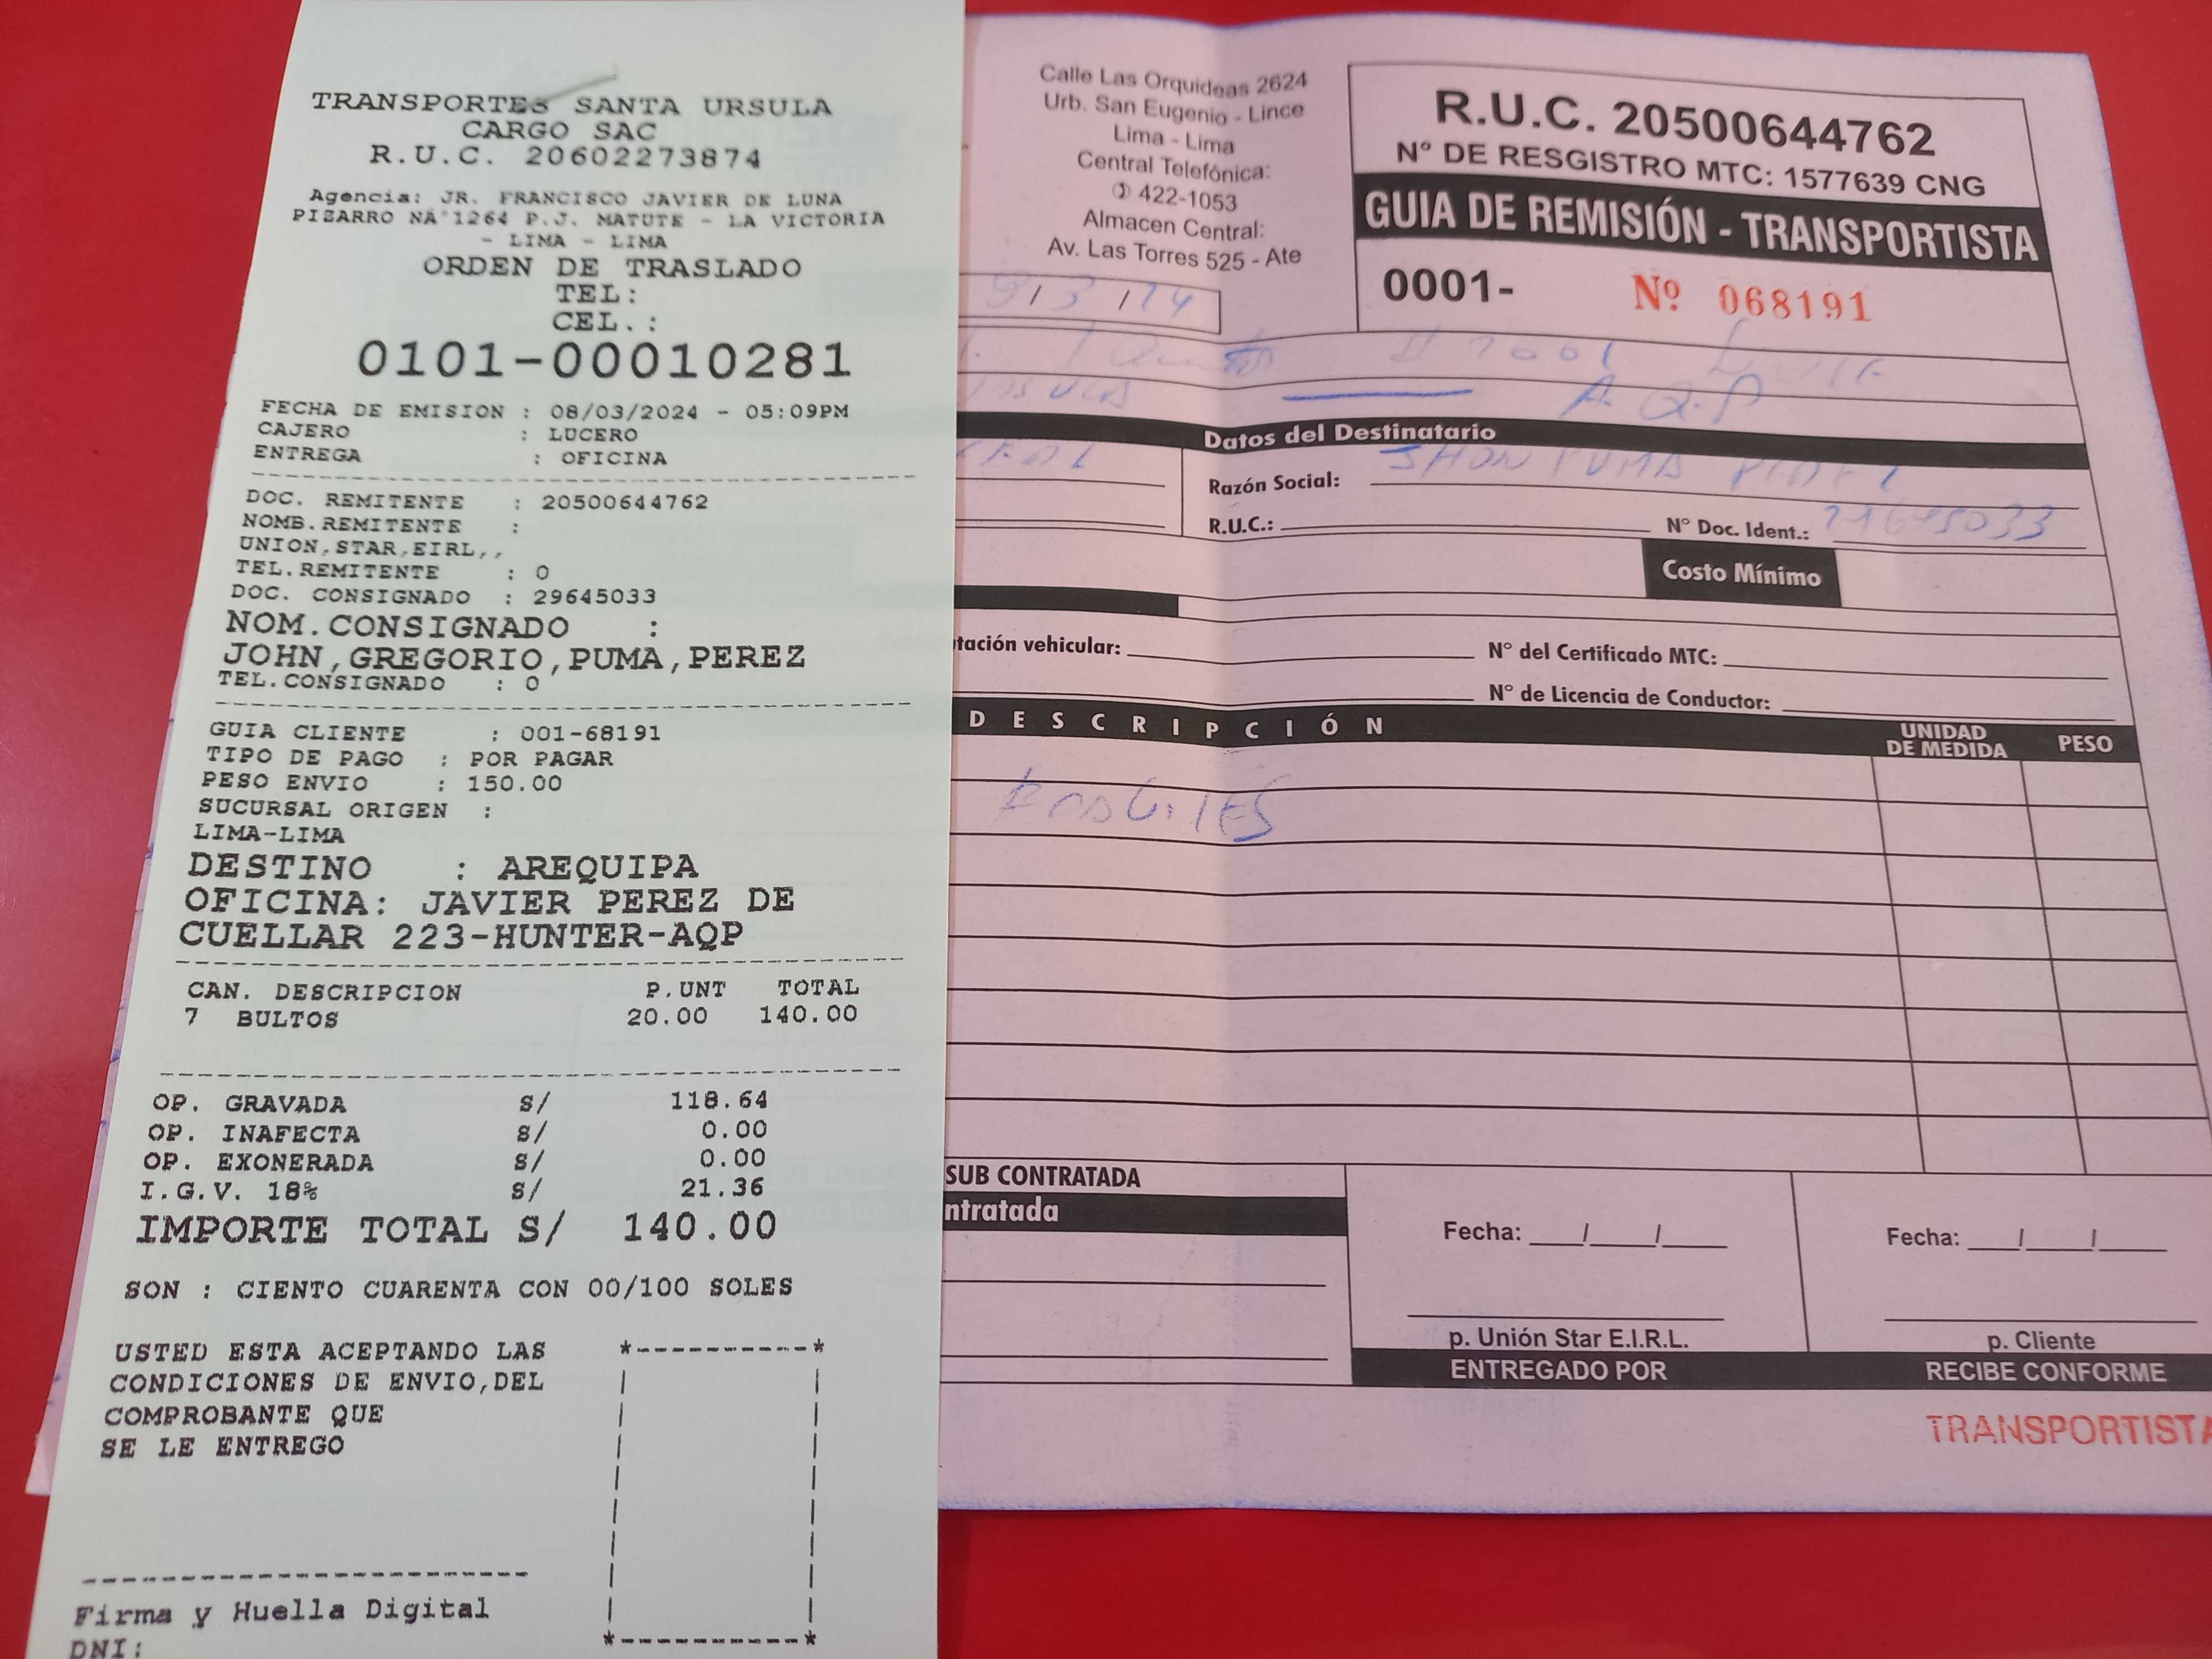 TRANSPORTES SANTA URSULA
CARGO SAC
R.U.C. 20602273874
Agencia: JR. FRANCISCO JAVIER DE LUNA
PIZARRO NA°1264 P.J. MATUTE - LA VICTORIA
- LIMA - LIMA
ORDEN DE TRASLADO
TEL:
CEL.:
0101-00010281
FECHA DE EMISION : 08/03/2024 - 05:09PM
CAJERO : LUCERO
ENTREGA : OFICINA
DOC. REMITENTE : 20500644762
NOMB.REMITENTE :
UNION,STAR,EIRL,,
TEL.REMITENTE : 0
DOC. CONSIGNADO : 29645033
NOM.CONSIGNADO :
JOHN,GREGORIO,PUMA,PEREZ
TEL.CONSIGNADO : 0
GUIA CLIENTE : 001-68191
TIPO DE PAGO : POR PAGAR
PESO ENVIO : 150.00
SUCURSAL ORIGEN :
LIMA-LIMA
DESTINO : AREQUIPA
OFICINA: JAVIER PEREZ DE
CUELLAR 223-HUNTER-AQP
CAN. DESCRIPCION P.UNT TOTAL
7 BULTOS 20.00 140.00
OP. GRAVADA S/ 118.64
OP. INAFECTA S/ 0.00
OP. EXONERADA S/ 0.00
I.G.V. 18% S/ 21.36
IMPORTE TOTAL S/ 140.00
SON : CIENTO CUARENTA CON 00/100 SOLES
USTED ESTA ACEPTANDO LAS
CONDICIONES DE ENVIO,DEL
COMPROBANTE QUE
SE LE ENTREGO
Firma y Huella Digital
DNI:
Calle Las Orquideas 2624
Urb. San Eugenio - Lince
Lima - Lima
Central Telefónica:
422-1053
Almacen Central:
Av. Las Torres 525 - Ate
R.U.C. 20500644762
N° DE RESGISTRO MTC: 1577639 CNG
GUIA DE REMISIÓN - TRANSPORTISTA
0001- Nº 068191
8/3/24
A.Q.P
Datos del Destinatario
Razón Social: JHON PUMA
R.U.C.: N° Doc. Ident.: 29645033
Costo Mínimo
tación vehicular: N° del Certificado MTC:
N° de Licencia de Conductor:
DESCRIPCIÓN UNIDAD DE MEDIDA PESO
SUB CONTRATADA
ntratada
Fecha: / / Fecha: / /
p. Unión Star E.I.R.L. p. Cliente
ENTREGADO POR RECIBE CONFORME
TRANSPORTISTA